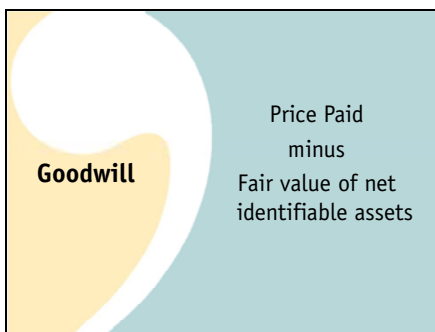 Goodwill
Price Paid
minus
Fair value of net
identifiable assets